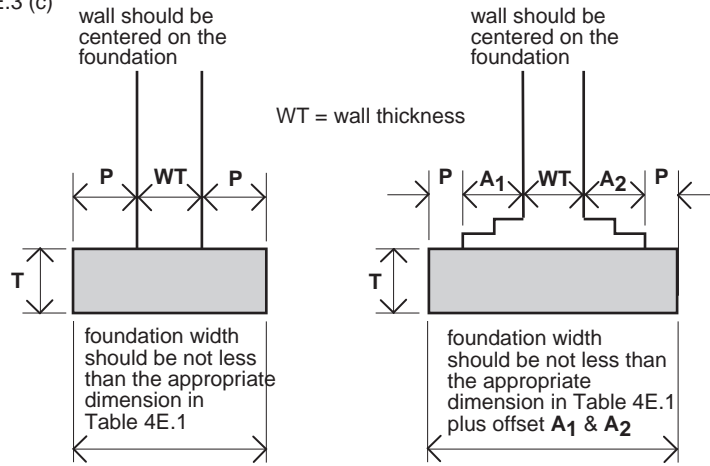 E.3 (c)
wall should be
centered on the
foundation
wall should be
centered on the
foundation
WT = wall thickness
P WT P
P A1 WT A2 P
T
T
foundation width
should be not less
than the appropriate
dimension in
Table 4E.1
foundation width
should be not less than
the appropriate
dimension in Table 4E.1
plus offset A1 & A2